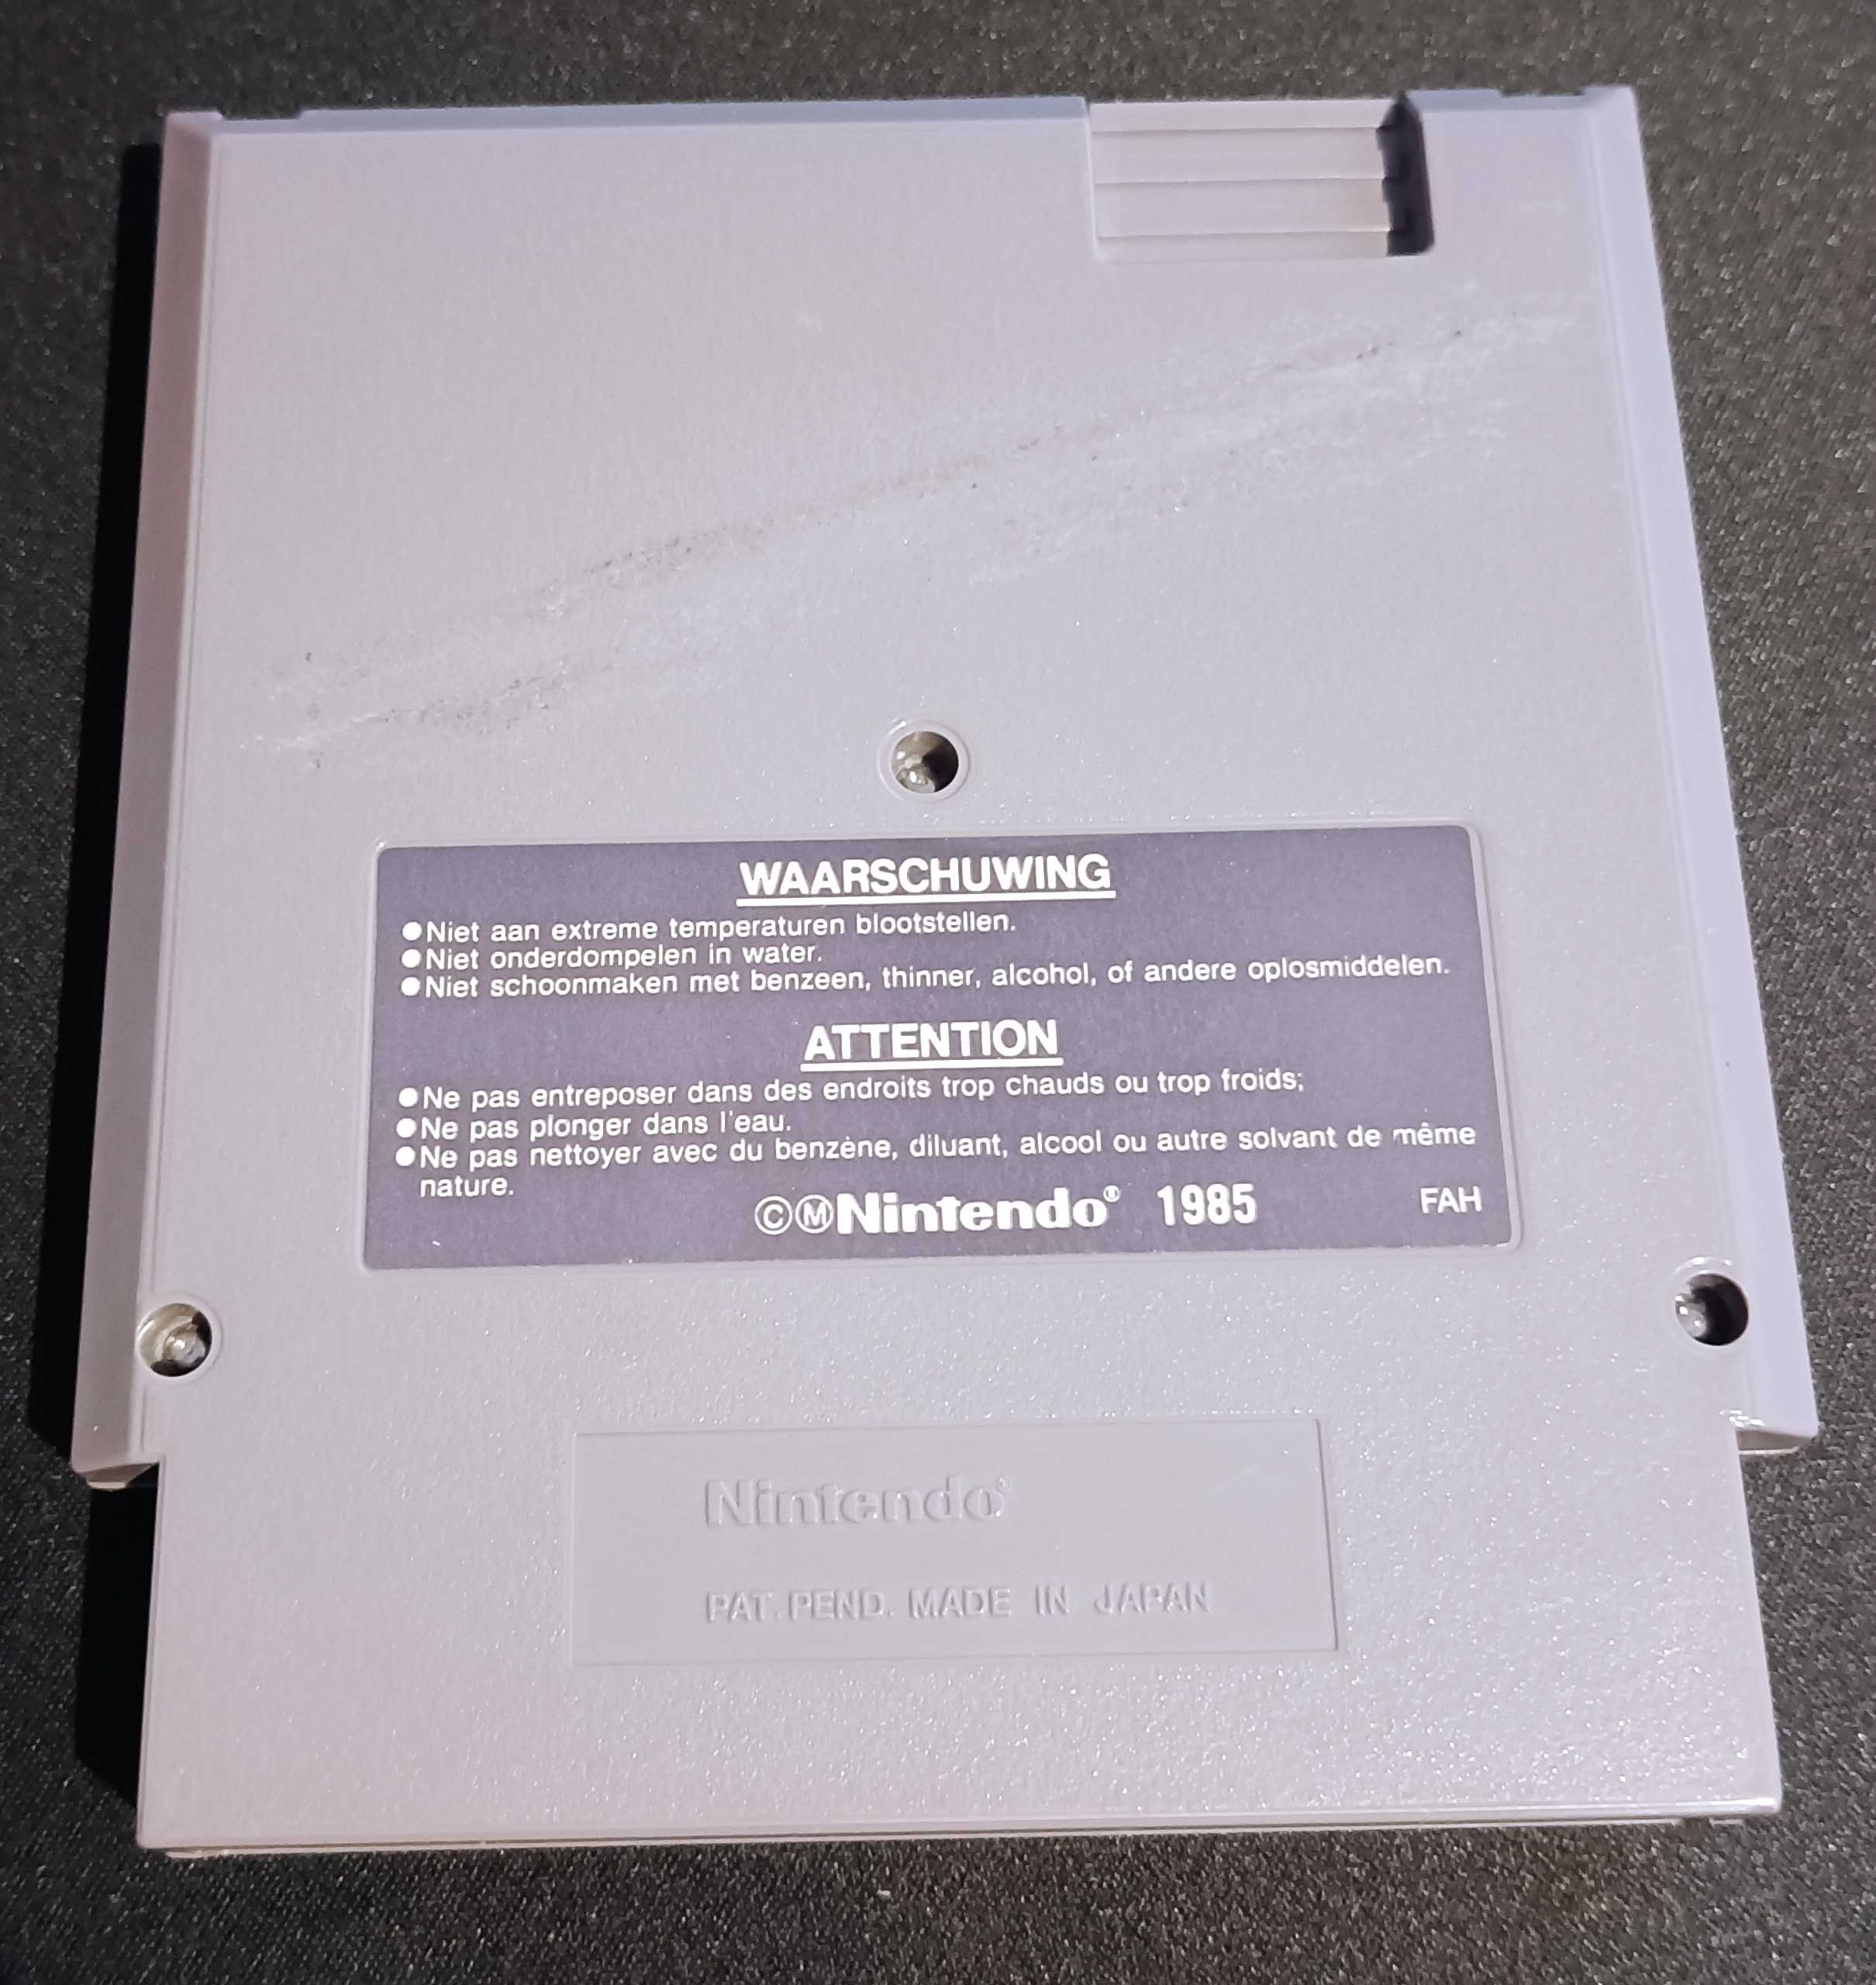 WAARSCHUWING
●Niet aan extreme temperaturen blootstellen.
●Niet onderdompelen in water.
●Niet schoonmaken met benzeen, thinner, alcohol, of andere oplosmiddelen.
ATTENTION
●Ne pas entreposer dans des endroits trop chauds ou trop froids;
●Ne pas plonger dans l'eau.
●Ne pas nettoyer avec du benzène, diluant, alcool ou autre solvant de même
nature.
©ⓂNintendo® 1985 FAH
Nintendo®
PAT. PEND. MADE IN JAPAN